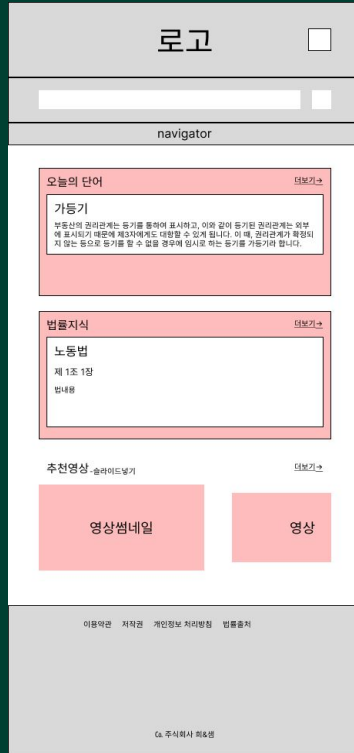 로고
navigator
오늘의 단어
더보기→
가등기
부동산의 권리관계는 등기를 통하여 표시하고, 이와 같이 등기된 권리관계는 외부
에 표시되기 때문에 제3자에게도 대항할 수 있게 됩니다. 이 때, 권리관계가 확정되
지 않는 등으로 등기를 할 수 없을 경우에 임시로 하는 등기를 가등기라 합니다.
법률지식
더보기→
노동법
제 1조 1장
법내용
추천영상 -슬라이드넣기
더보기→
영상썸네일
영상
이용약관 저작권 개인정보 처리방침 법률출처
Co. 주식회사 희&샘